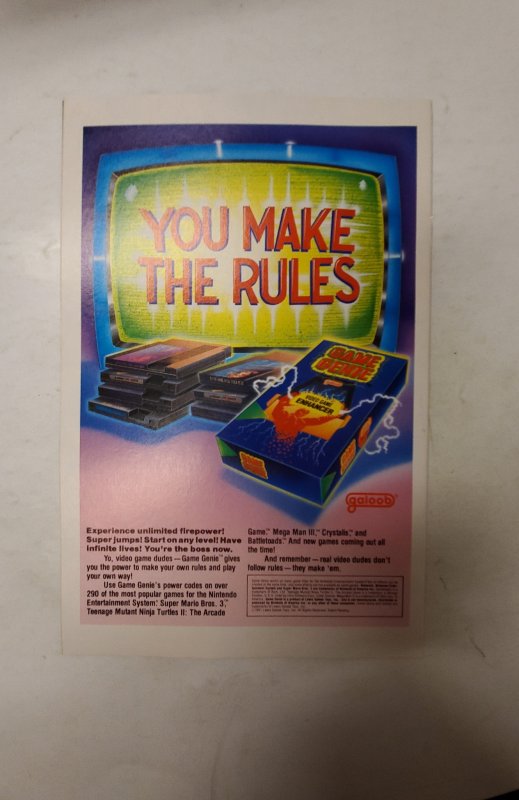 YOU MAKE
THE RULES
GAME
GENIE
VIDEO GAME
ENHANCER
GAME
GENIE
galoob®
Experience unlimited firepower!
Super jumps! Start on any level! Have
infinite lives! You're the boss now.
Yo, video game dudes—Game Genie™ gives
you the power to make your own rules and play
your own way!
Use Game Genie's power codes on over
290 of the most popular games for the Nintendo
Entertainment System: Super Mario Bros. 3,™
Teenage Mutant Ninja Turtles II: The Arcade
Game,™ Mega Man III,™ Crystalis,™ and
Battletoads.™ And new games coming out all
the time!
And remember—real video dudes don't
follow rules—they make 'em.